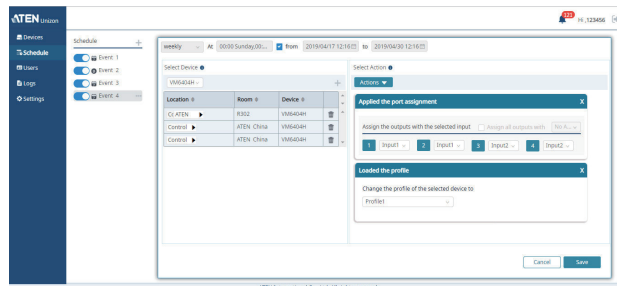 ATEN Unizon
123
Hi ,123456
Devices
Schedule
Users
Logs
Settings
Schedule
+
Event 1
Event 2
Event 3
Event 4
weekly At 00:00 Sunday,00:... from 2019/04/17 12:16 to 2019/04/30 12:16
Select Device
VM6404H
+
Location Room Device
C( ATEN R302 VM6404H
Control ATEN China VM6404H
Control ATEN China VM6404H
Select Action
Actions
Applied the port assignment X
Assign the outputs with the selected input Assign all outputs with No A...
1 Input1 2 Input1 3 Input2 4 Input2
Loaded the profile X
Change the profile of the selected device to
Profile1
Cancel Save